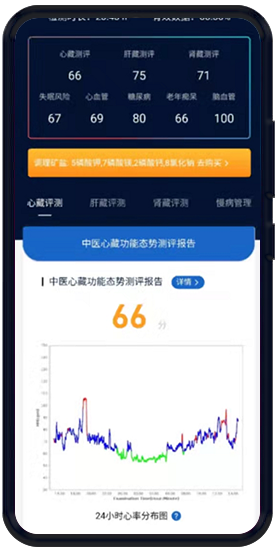 心藏测评 肝藏测评 肾藏测评
66 75 71
失眠风险 心血管 糖尿病 老年痴呆 脑血管
67 69 80 66 100
调理矿盐: 5磷酸钾,7磷酸镁,2磷酸钙,8氯化钠 去购买 >
心藏评测 肝藏评测 肾藏评测 慢病管理
中医心藏功能态势测评报告
中医心藏功能态势测评报告 详情 >
66 分
24小时心率分布图 ?